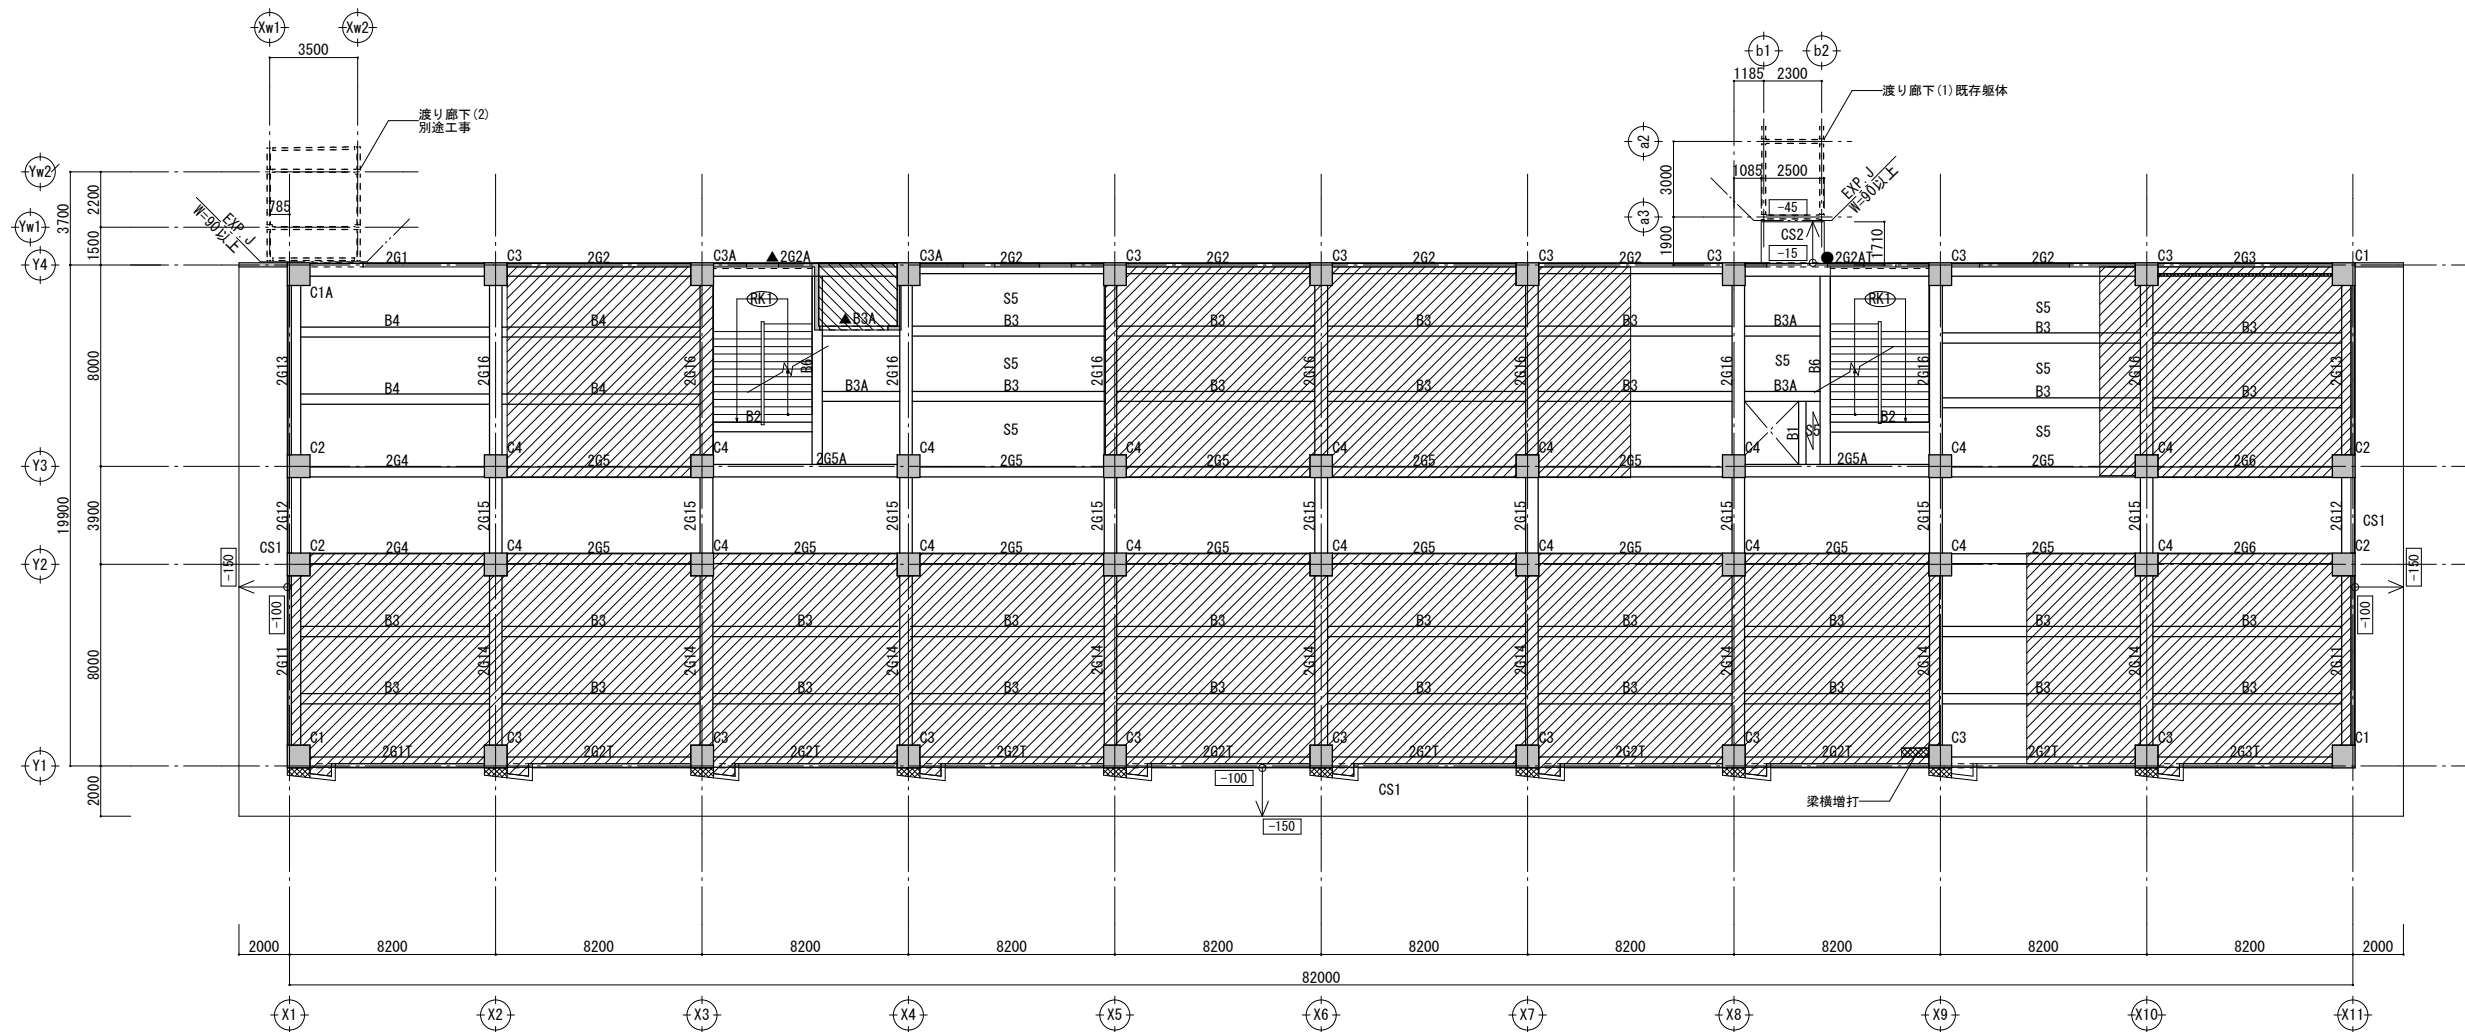 Xw1 Xw2 b1 b2
3500
1185 2300
渡り廊下(2)
別途工事
渡り廊下(1)既存躯体
a2
Yw2
3000
1085 2500
EXP.J
W=90以上
785
EXP.J
W=90以上
-45
a3
Yw1
2200
3700
1500
CS2
1900
-15
1710
Y4
2G1 C3 2G2 C3A ▲2G2A C3A 2G2 C3 2G2 C3 2G2 C3 2G2 C3 ●2G2AT C3 2G2 C3 2G3 C1
C1A RK1 S5 RK1 S5
B4 B4 ▲B3A B3 B3 B3 B3 B3A B3 B3
8000
2G13 2G16 2G16 B6 2G16 S5 2G16 2G16 2G16 2G16 S5 B6 2G16 S5 2G16 2G13
B4 B4 B3A B3 B3 B3 B3 B3A B3 B3
B2 S5 B1 S5 B2 S5
C2 C4 C4 C4 C4 C4 C4 C4 C4 C4 C2
Y3
2G4 2G5 2G5A 2G5 2G5 2G5 2G5 2G5A 2G5 2G6
19900
3900
2G12 2G15 2G15 2G15 2G15 2G15 2G15 2G15 2G15 2G15 2G12
CS1 CS1
C2 2G4 C4 2G5 C4 2G5 C4 2G5 C4 2G5 C4 2G5 C4 2G5 C4 2G5 C4 2G5 C4 2G6 C2
Y2
-150 -150
-100 -100
B3 B3 B3 B3 B3 B3 B3 B3 B3 B3
8000
2G11 2G14 2G14 2G14 2G14 2G14 2G14 2G14 2G14 2G14 2G11
B3 B3 B3 B3 B3 B3 B3 B3 B3 B3
C1 2G1T C3 2G2T C3 2G2T C3 2G2T C3 2G2T C3 2G2T C3 2G2T C3 2G2T C3 2G2T C3 2G3T C1
Y1
-100
CS1
梁横増打
2000
-150
2000 8200 8200 8200 8200 8200 8200 8200 8200 8200 8200 2000
82000
X1 X2 X3 X4 X5 X6 X7 X8 X9 X10 X11